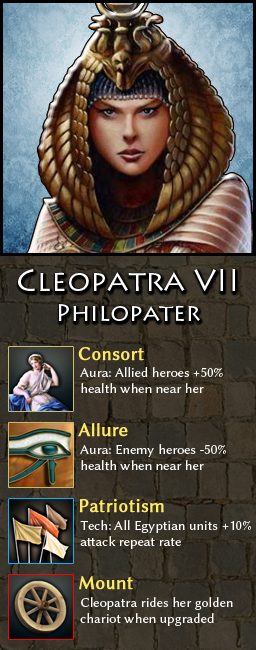 Cleopatra VII
Philopater
Consort
Aura: Allied heroes +50%
health when near her
Allure
Aura: Enemy heroes -50%
health when near her
Patriotism
Tech: All Egyptian units +10%
attack repeat rate
Mount
Cleopatra rides her golden
chariot when upgraded